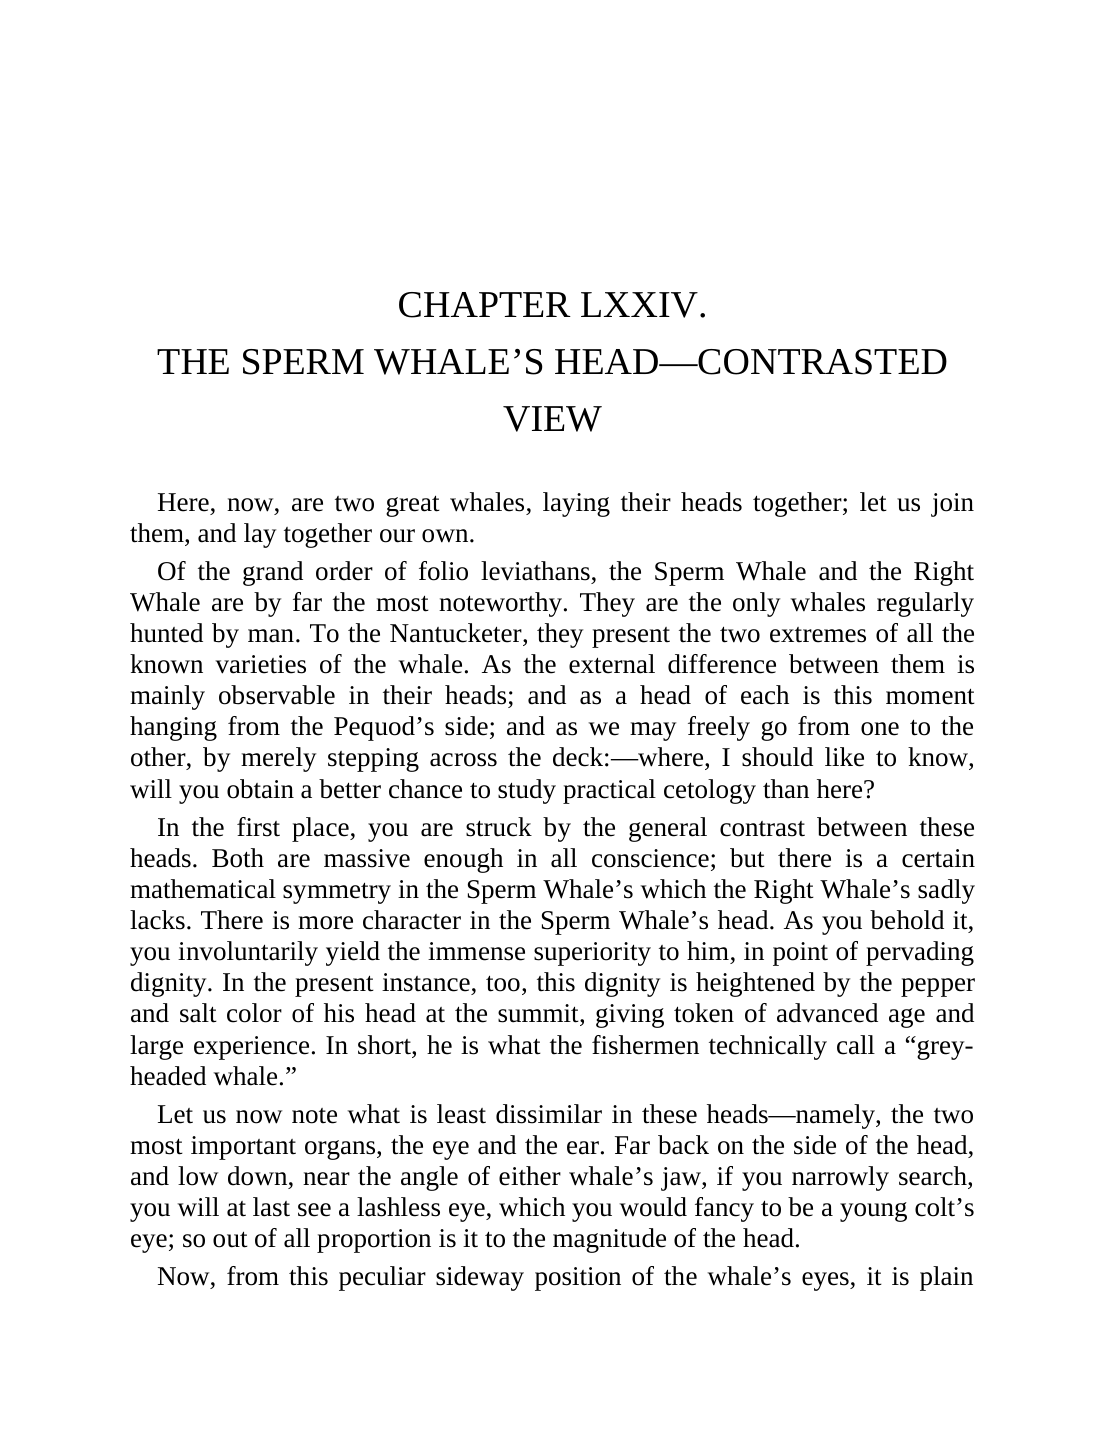 CHAPTER LXXIV.
THE SPERM WHALE’S HEAD—CONTRASTED
VIEW
Here, now, are two great whales, laying their heads together; let us join
them, and lay together our own.
Of the grand order of folio leviathans, the Sperm Whale and the Right
Whale are by far the most noteworthy. They are the only whales regularly
hunted by man. To the Nantucketer, they present the two extremes of all the
known varieties of the whale. As the external difference between them is
mainly observable in their heads; and as a head of each is this moment
hanging from the Pequod’s side; and as we may freely go from one to the
other, by merely stepping across the deck:—where, I should like to know,
will you obtain a better chance to study practical cetology than here?
In the first place, you are struck by the general contrast between these
heads. Both are massive enough in all conscience; but there is a certain
mathematical symmetry in the Sperm Whale’s which the Right Whale’s sadly
lacks. There is more character in the Sperm Whale’s head. As you behold it,
you involuntarily yield the immense superiority to him, in point of pervading
dignity. In the present instance, too, this dignity is heightened by the pepper
and salt color of his head at the summit, giving token of advanced age and
large experience. In short, he is what the fishermen technically call a “grey-
headed whale.”
Let us now note what is least dissimilar in these heads—namely, the two
most important organs, the eye and the ear. Far back on the side of the head,
and low down, near the angle of either whale’s jaw, if you narrowly search,
you will at last see a lashless eye, which you would fancy to be a young colt’s
eye; so out of all proportion is it to the magnitude of the head.
Now, from this peculiar sideway position of the whale’s eyes, it is plain